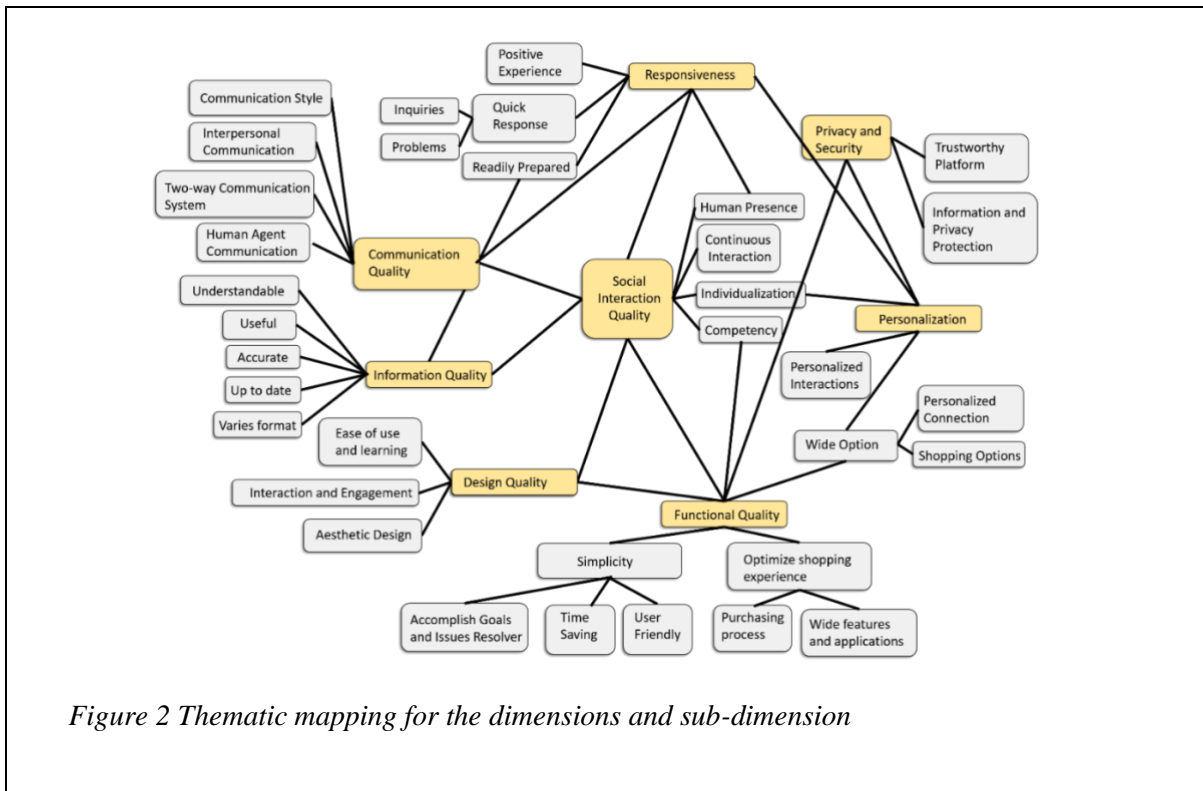 Positive
Experience
Responsiveness
Communication Style
Inquiries
Quick
Response
Privacy and
Security
Trustworthy
Platform
Interpersonal
Communication
Problems
Readily Prepared
Two-way Communication
System
Human Presence
Information and
Privacy
Protection
Human Agent
Communication
Communication
Quality
Continuous
Interaction
Social
Interaction
Quality
Understandable
Individualization
Useful
Competency
Personalization
Accurate
Information Quality
Personalized
Interactions
Up to date
Varies format
Personalized
Connection
Ease of use
and learning
Wide Option
Shopping Options
Design Quality
Interaction and Engagement
Functional Quality
Aesthetic Design
Simplicity
Optimize shopping
experience
Accomplish Goals
and Issues Resolver
Time
Saving
User
Friendly
Purchasing
process
Wide features
and applications
Figure 2 Thematic mapping for the dimensions and sub-dimension